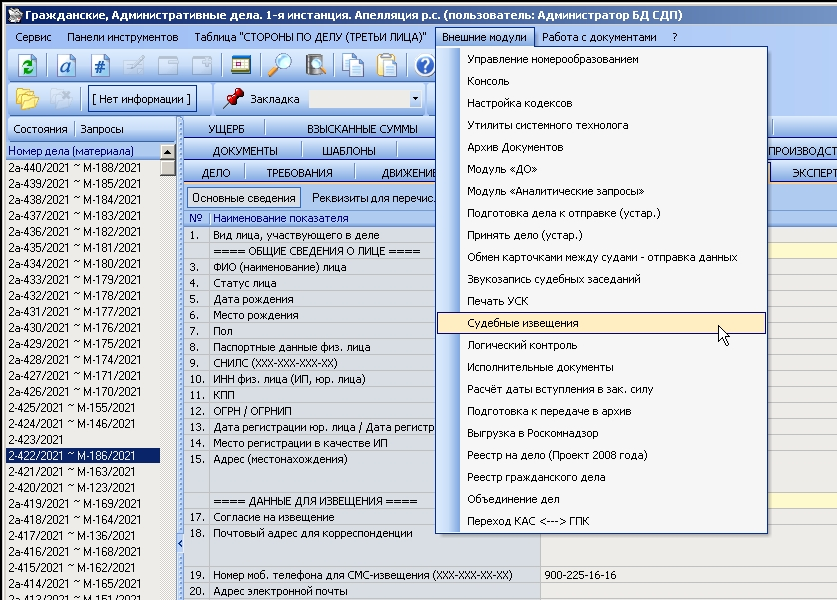 Гражданские, Административные дела. 1-я инстанция. Апелляция р.с. (пользователь: Администратор БД СДП)
Сервис Панели инструментов Таблица "СТОРОНЫ ПО ДЕЛУ (ТРЕТЬИ ЛИЦА)" Внешние модули Работа с документами ?
[ Нет информации ] Закладка
Состояния Запросы
УЩЕРБ ВЗЫСКАННЫЕ СУММЫ
ДОКУМЕНТЫ ШАБЛОНЫ ПРОИЗВОДСТ
ДЕЛО ТРЕБОВАНИЯ ДВИЖЕНИЕ ЭКСПЕРТ
Основные сведения Реквизиты для перечис.
Номер дела (материала)
2а-440/2021 ~ М-188/2021
2а-439/2021 ~ М-185/2021
2а-438/2021 ~ М-184/2021
2а-437/2021 ~ М-183/2021
2а-436/2021 ~ М-182/2021
2а-435/2021 ~ М-181/2021
2а-434/2021 ~ М-180/2021
2а-433/2021 ~ М-179/2021
2а-432/2021 ~ М-178/2021
2а-431/2021 ~ М-177/2021
2а-430/2021 ~ М-176/2021
2а-429/2021 ~ М-175/2021
2а-428/2021 ~ М-174/2021
2а-427/2021 ~ М-171/2021
2а-426/2021 ~ М-170/2021
2-425/2021 ~ М-155/2021
2-424/2021 ~ М-146/2021
2-423/2021
2-422/2021 ~ М-186/2021
2-421/2021 ~ М-163/2021
2-420/2021 ~ М-123/2021
2а-419/2021 ~ М-169/2021
2а-418/2021 ~ М-164/2021
2-417/2021 ~ М-136/2021
2а-416/2021 ~ М-168/2021
2-415/2021 ~ М-162/2021
2а-414/2021 ~ М-165/2021
2а-413/2021 ~ М-151/2021
№ Наименование показателя
1. Вид лица, участвующего в деле
==== ОБЩИЕ СВЕДЕНИЯ О ЛИЦЕ ====
3. ФИО (наименование) лица
4. Статус лица
5. Дата рождения
6. Место рождения
7. Пол
8. Паспортные данные физ. лица
9. СНИЛС (XXX-XXX-XXX-XX)
10. ИНН физ. лица (ИП, юр. лица)
11. КПП
12. ОГРН / ОГРНИП
13. Дата регистрации юр. лица / Дата регистр
14. Место регистрации в качестве ИП
15. Адрес (местонахождения)
==== ДАННЫЕ ДЛЯ ИЗВЕЩЕНИЯ ====
17. Согласие на извещение
18. Почтовый адрес для корреспонденции
19. Номер моб. телефона для СМС-извещения (XXX-XXX-XX-XX) 900-225-16-16
20. Адрес электронной почты
Управление номерообразованием
Консоль
Настройка кодексов
Утилиты системного технолога
Архив Документов
Модуль «ДО»
Модуль «Аналитические запросы»
Подготовка дела к отправке (устар.)
Принять дело (устар.)
Обмен карточками между судами - отправка данных
Звукозапись судебных заседаний
Печать УСК
Судебные извещения
Логический контроль
Исполнительные документы
Расчёт даты вступления в зак. силу
Подготовка к передаче в архив
Выгрузка в Роскомнадзор
Реестр на дело (Проект 2008 года)
Реестр гражданского дела
Объединение дел
Переход КАС <---> ГПК